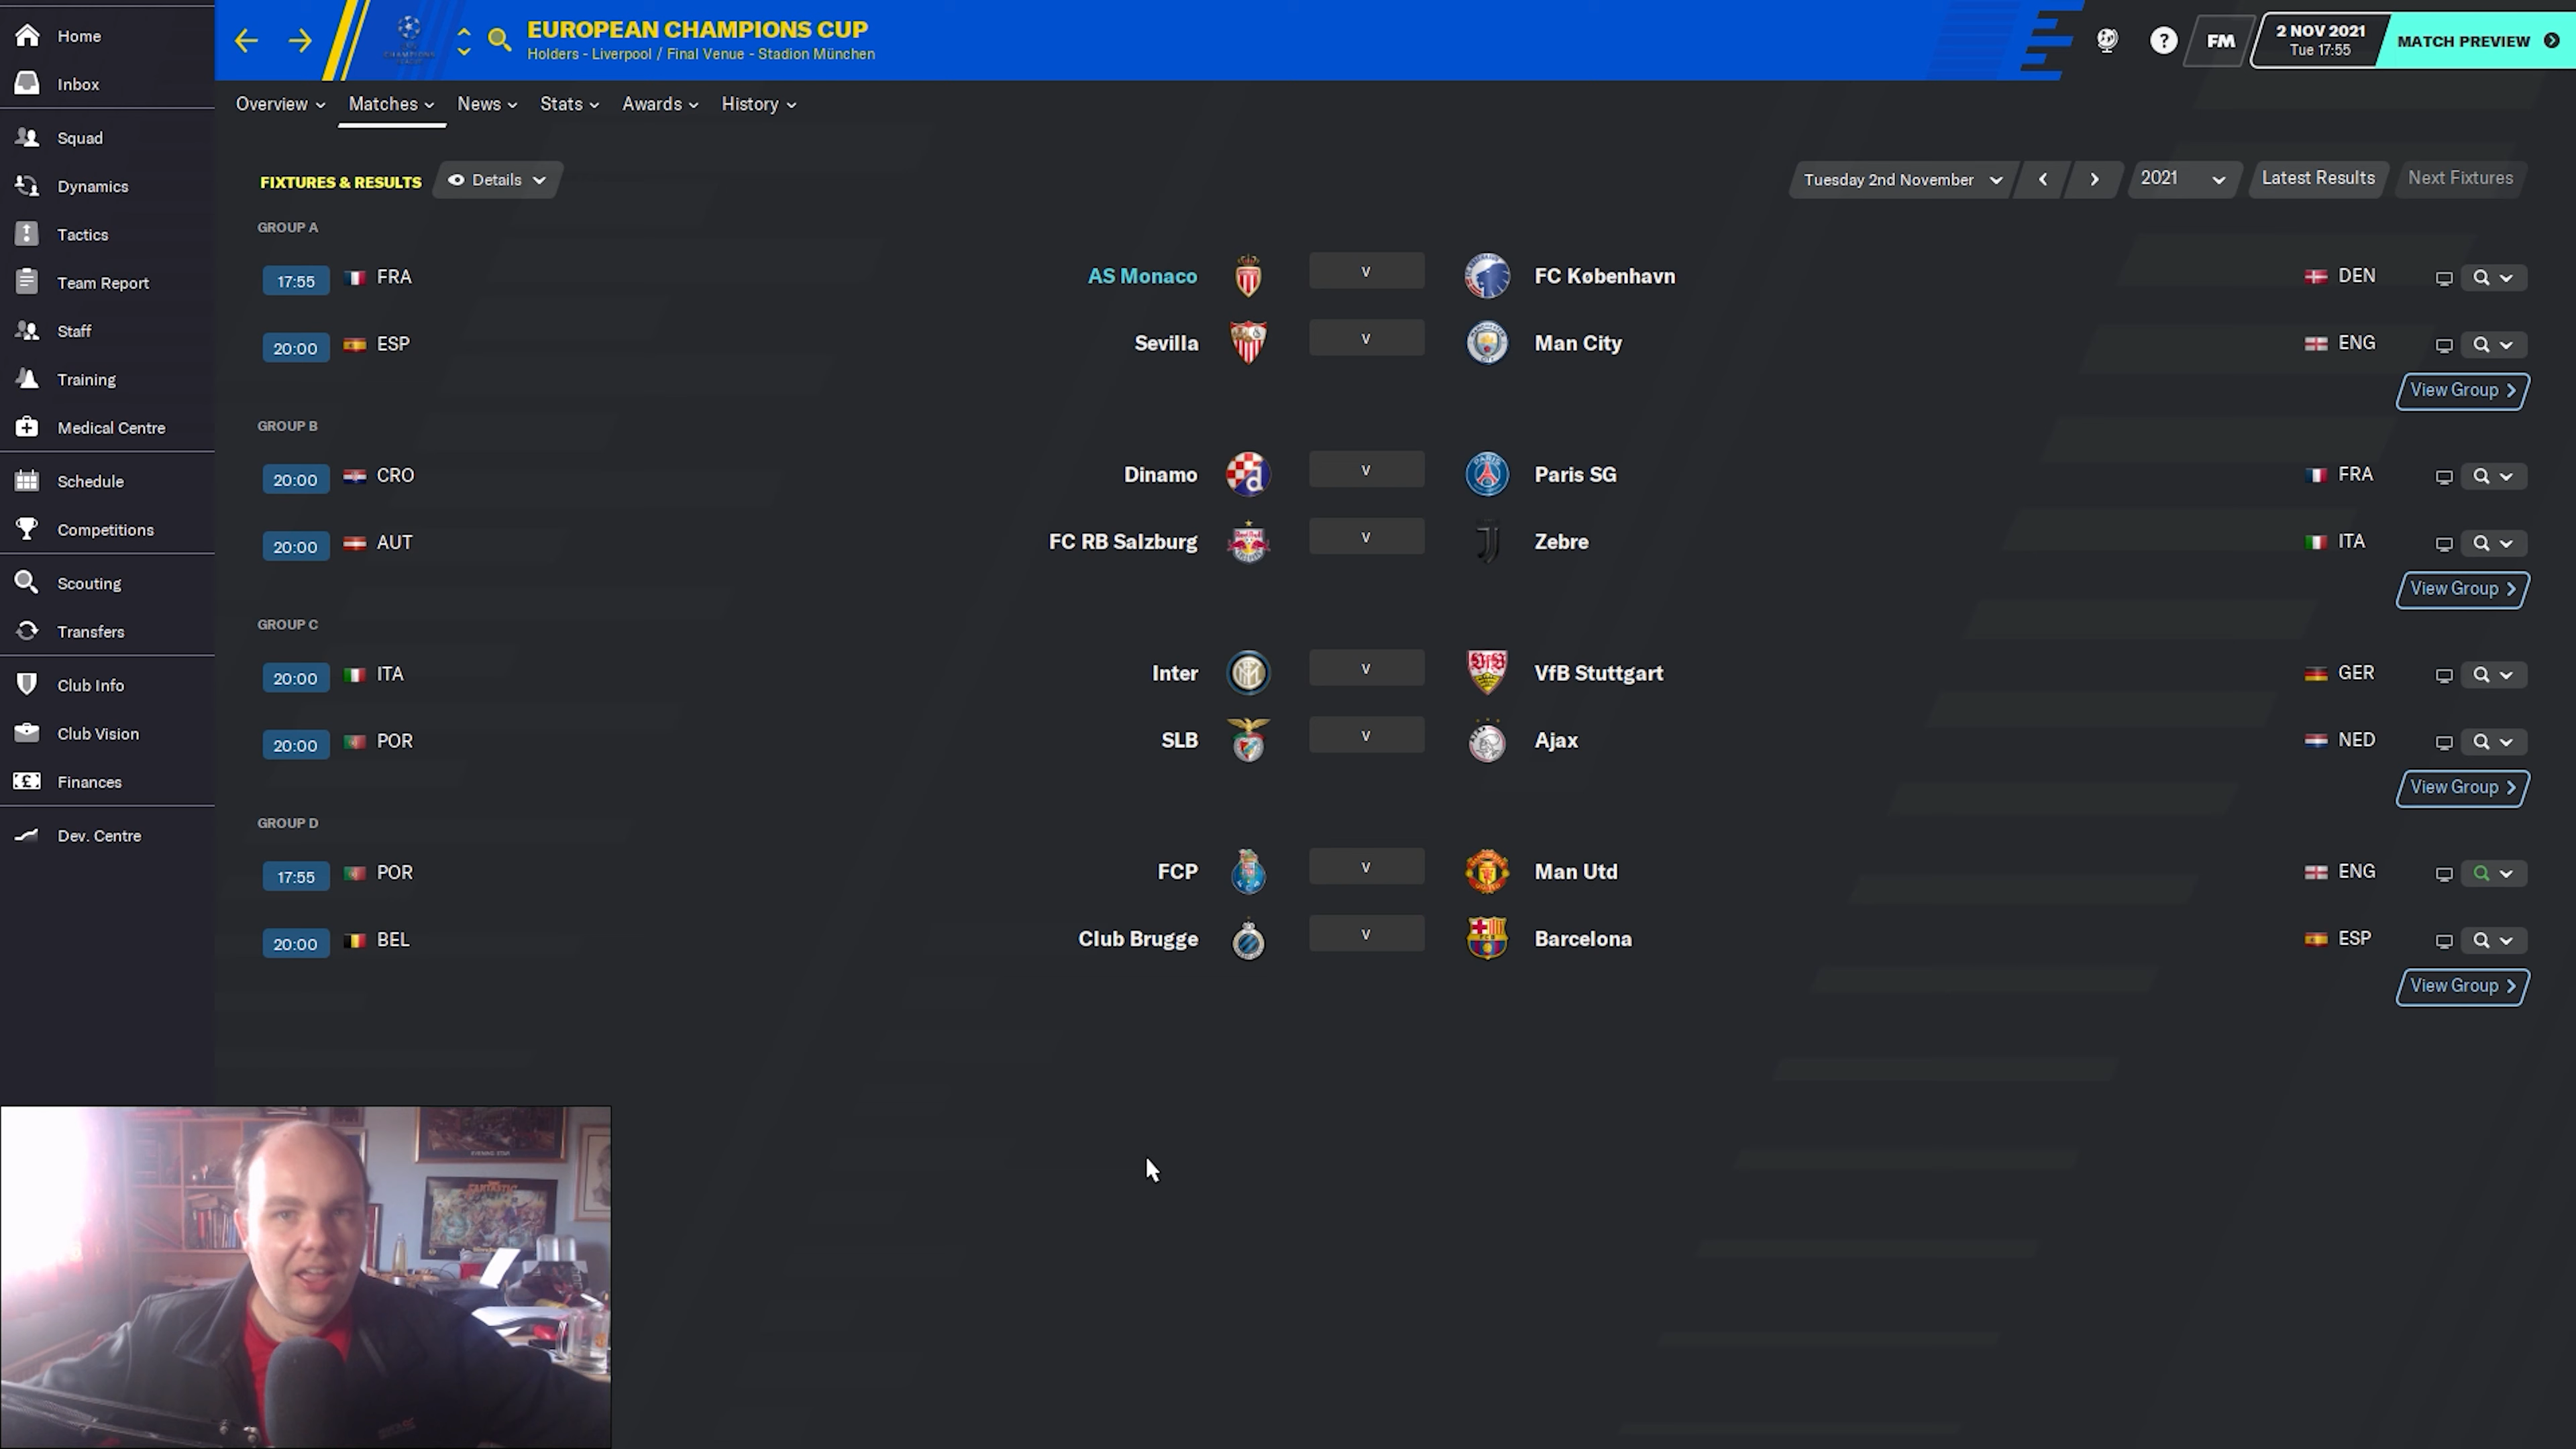 Home
Inbox
Squad
Dynamics
Tactics
Team Report
Staff
Training
Medical Centre
Schedule
Competitions
Scouting
Transfers
Club Info
Club Vision
Finances
Dev. Centre
EUROPEAN CHAMPIONS CUP
Holders - Liverpool / Final Venue - Stadion München
? FM
2 NOV 2021
Tue 17:55
MATCH PREVIEW
Overview Matches News Stats Awards History
FIXTURES & RESULTS Details Tuesday 2nd November 2021 Latest Results Next Fixtures
GROUP A
17:55 FRA AS Monaco v FC København DEN
20:00 ESP Sevilla v Man City ENG
View Group
GROUP B
20:00 CRO Dinamo v Paris SG FRA
20:00 AUT FC RB Salzburg v Zebre ITA
View Group
GROUP C
20:00 ITA Inter v VfB Stuttgart GER
20:00 POR SLB v Ajax NED
View Group
GROUP D
17:55 POR FCP v Man Utd ENG
20:00 BEL Club Brugge v Barcelona ESP
View Group
EVENING STAR
FANTASTIC